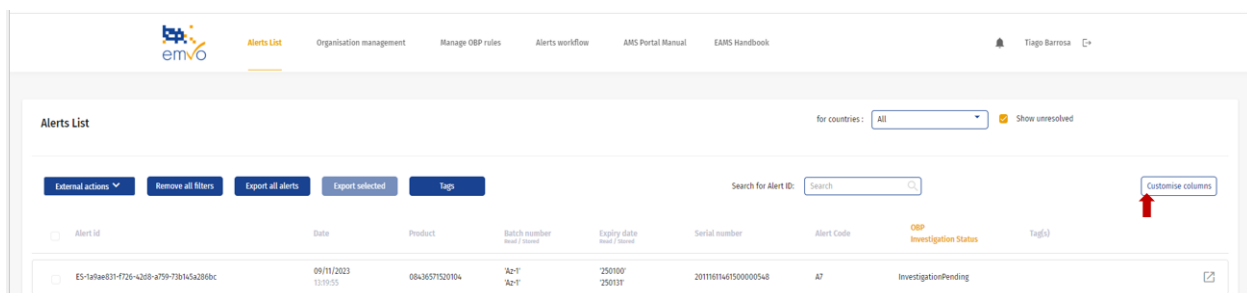 emvo
Alerts List Organisation management Manage OBP rules Alerts workflow AMS Portal Manual EAMS Handbook Tiago Barrosa
Alerts List for countries : All Show unresolved
External actions Remove all filters Export all alerts Export selected Tags Search for Alert ID: Search Customise columns
Alert id Date Product Batch number Expiry date Serial number Alert Code OBP Tag(s)
Read / Stored Read / Stored Investigation Status
ES-1a9ae831-f726-42d8-a759-73b145a286bc 09/11/2023 08436571520104 'Az-1' '250100' 20111611461500000548 A7 InvestigationPending
13:19:55 'Az-1' '250131'